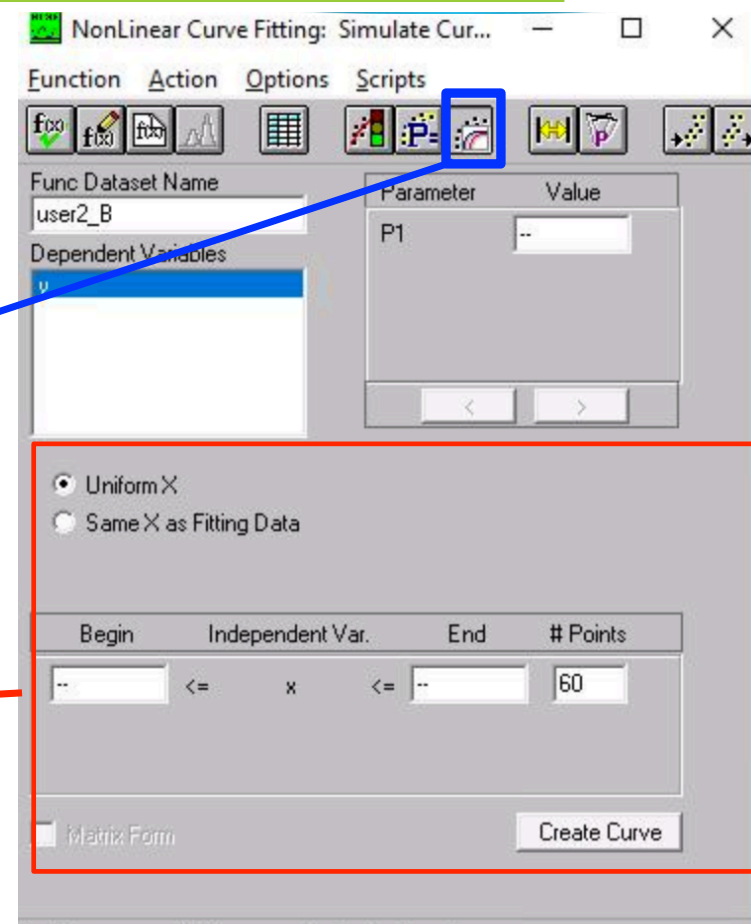 NonLinear Curve Fitting: Simulate Cur...
Function Action Options Scripts
Func Dataset Name
user2_B
Dependent Variables
y
Parameter Value
P1 --
< >
Uniform X
Same X as Fitting Data
Begin Independent Var. End # Points
-- <= x <= -- 60
Matrix Form
Create Curve